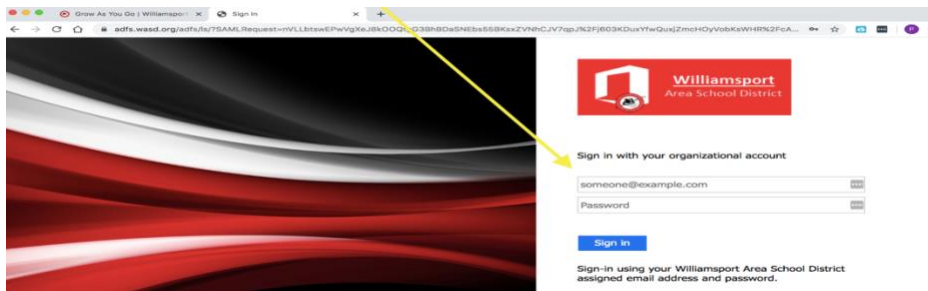 Grow As You Go | Williamsport
Sign In
adfs.wasd.org/adfs/ls/?SAMLRequest=
Williamsport
Area School District
Sign in with your organizational account
someone@example.com
Password
Sign in
Sign-in using your Williamsport Area School District
assigned email address and password.